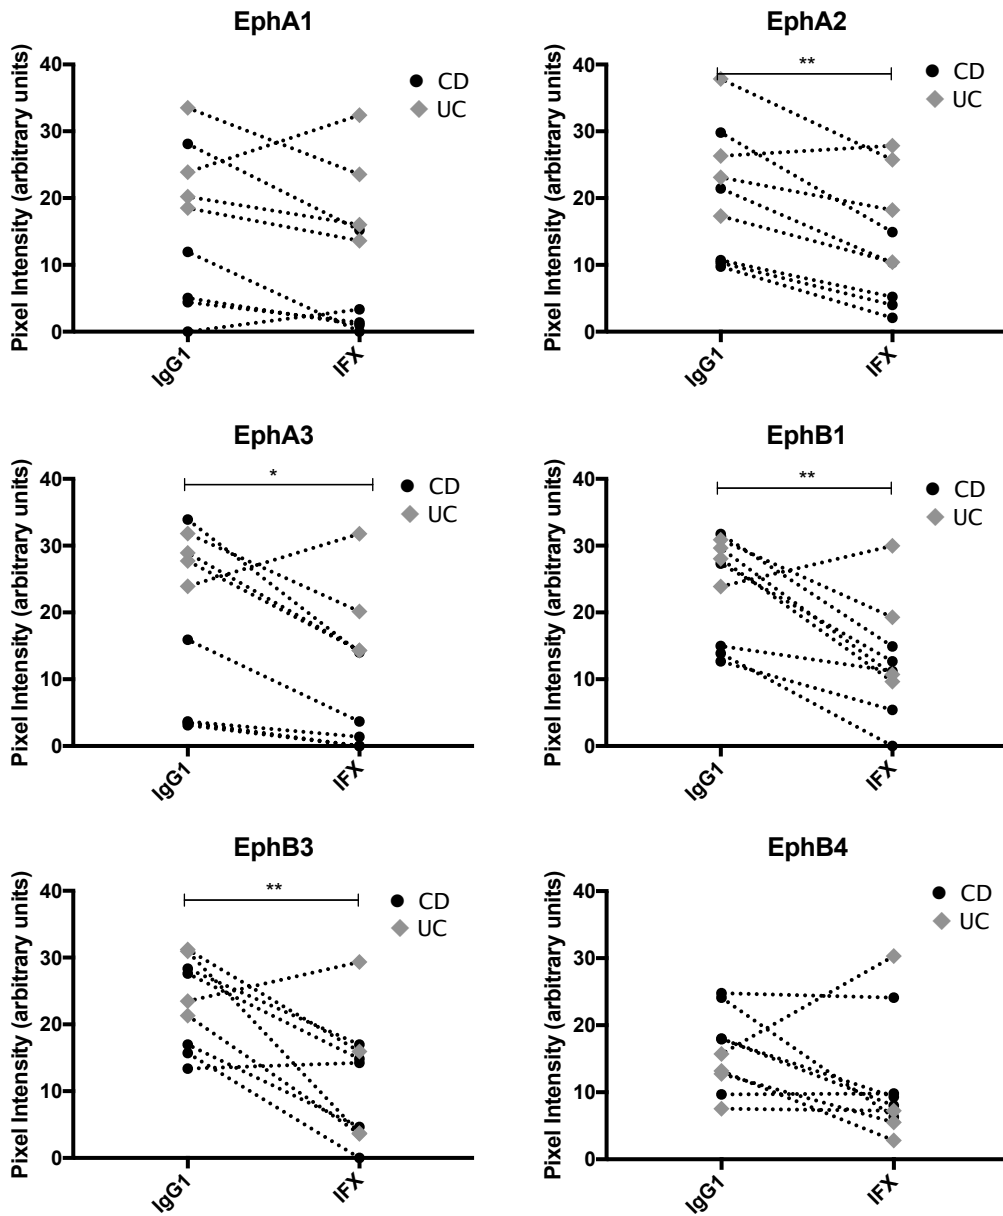 EphA1
Pixel Intensity (arbitrary units)
40
30
20
10
0
CD
UC
IgG1
IFX
EphA2
Pixel Intensity (arbitrary units)
40
30
20
10
0
**
CD
UC
IgG1
IFX
EphA3
Pixel Intensity (arbitrary units)
40
30
20
10
0
*
CD
UC
IgG1
IFX
EphB1
Pixel Intensity (arbitrary units)
40
30
20
10
0
**
CD
UC
IgG1
IFX
EphB3
Pixel Intensity (arbitrary units)
40
30
20
10
0
**
CD
UC
IgG1
IFX
EphB4
Pixel Intensity (arbitrary units)
40
30
20
10
0
CD
UC
IgG1
IFX